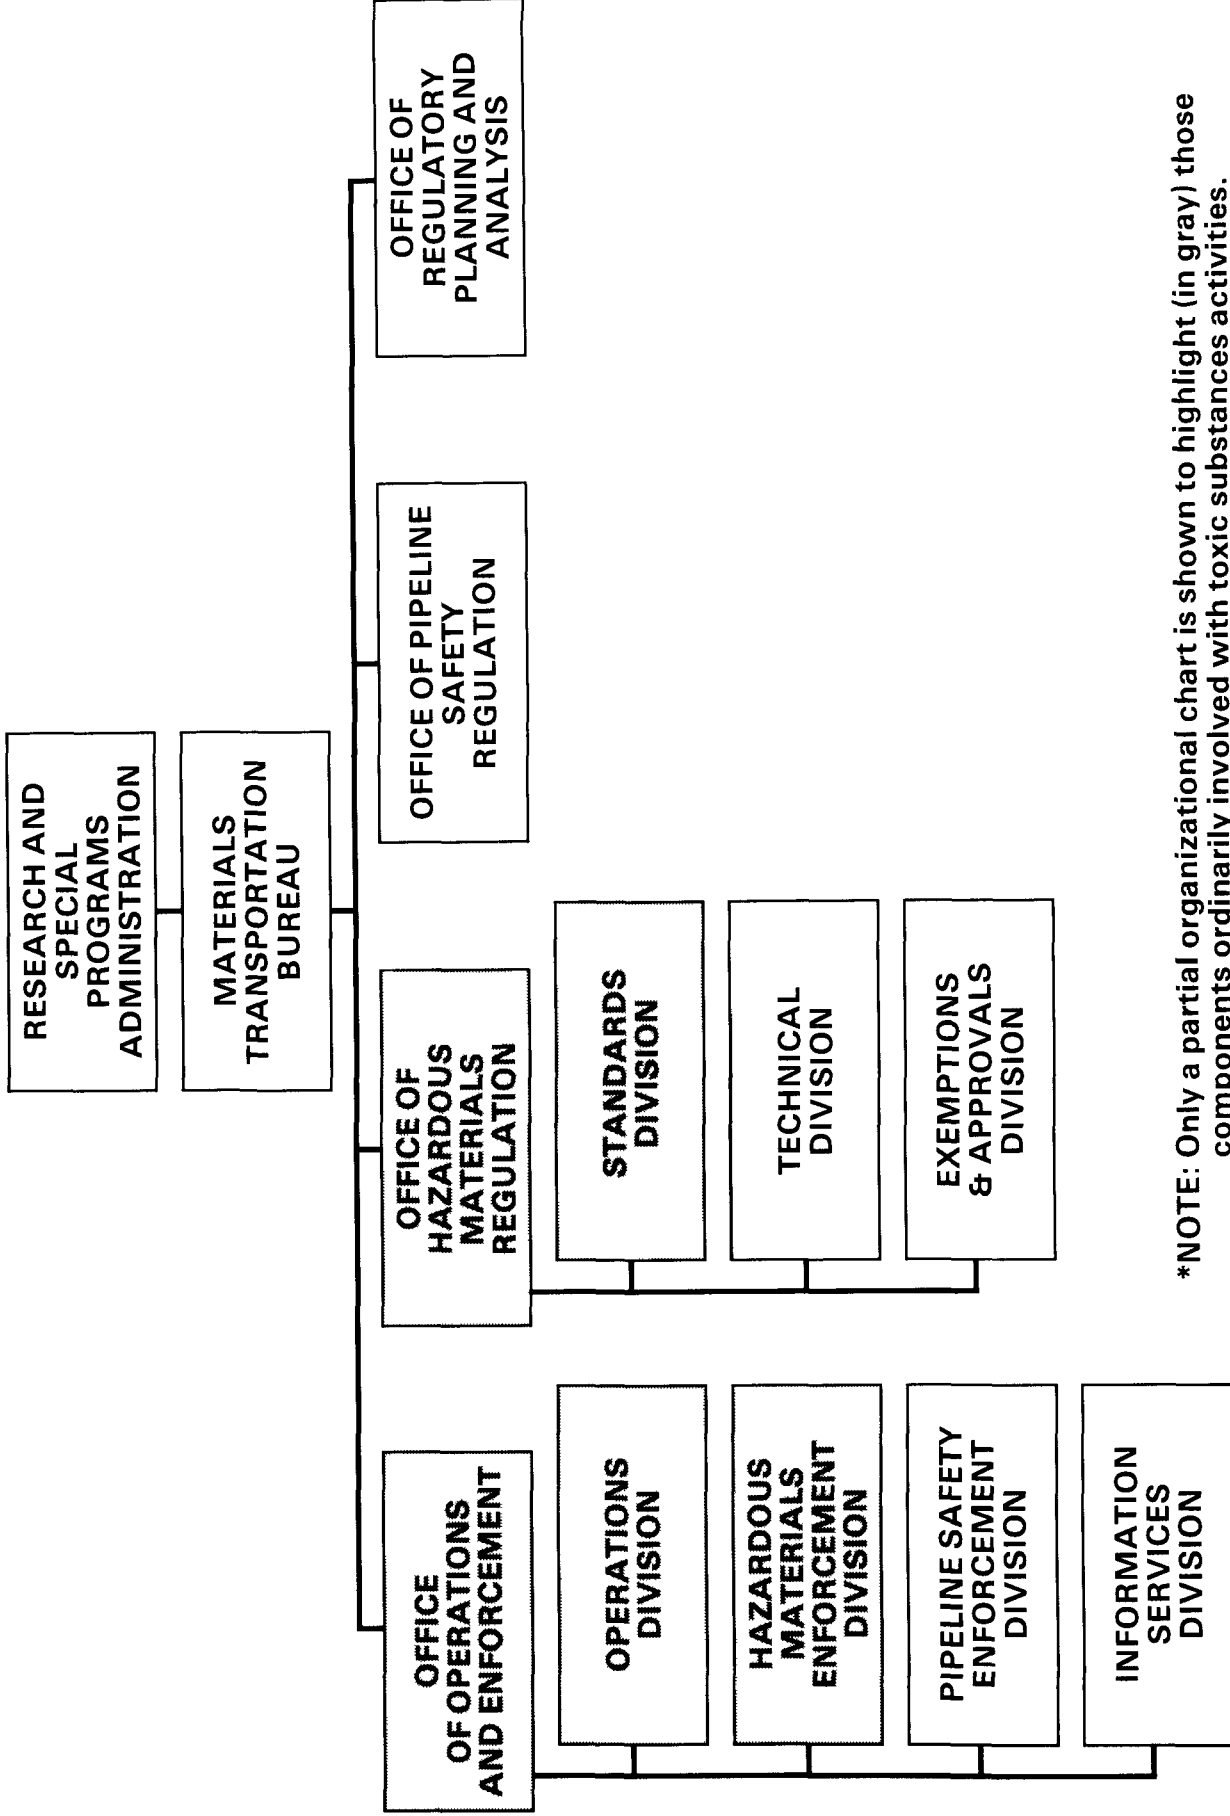 RESEARCH AND
SPECIAL
PROGRAMS
ADMINISTRATION
MATERIALS
TRANSPORTATION
BUREAU
OFFICE
OF OPERATIONS
AND ENFORCEMENT
OFFICE OF
HAZARDOUS
MATERIALS
REGULATION
OFFICE OF PIPELINE
SAFETY
REGULATION
OFFICE OF
REGULATORY
PLANNING AND
ANALYSIS
OPERATIONS
DIVISION
HAZARDOUS
MATERIALS
ENFORCEMENT
DIVISION
PIPELINE SAFETY
ENFORCEMENT
DIVISION
INFORMATION
SERVICES
DIVISION
STANDARDS
DIVISION
TECHNICAL
DIVISION
EXEMPTIONS
& APPROVALS
DIVISION
*NOTE: Only a partial organizational chart is shown to highlight (in gray) those
components ordinarily involved with toxic substances activities.